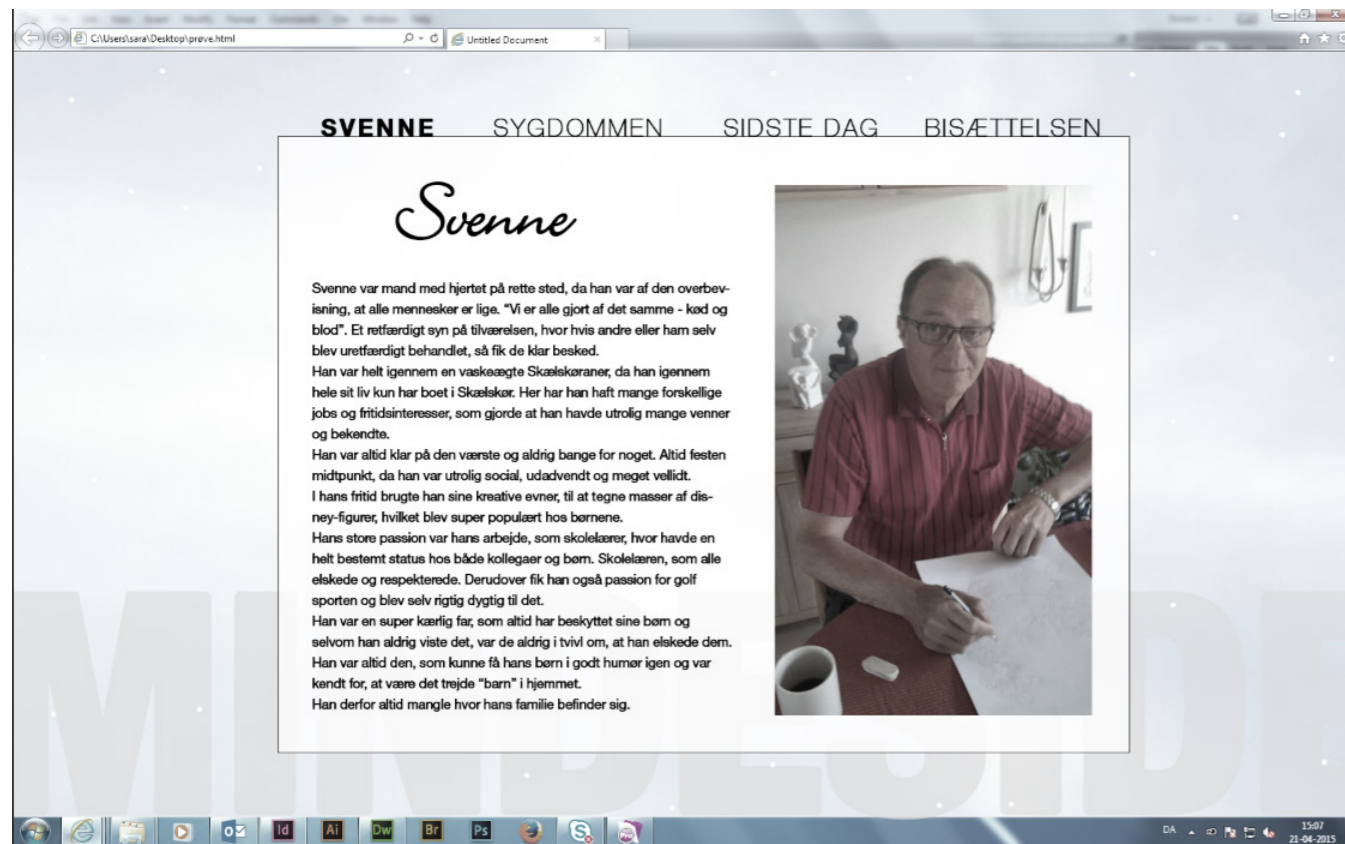 C:\Users\sara\Desktop\prøve.html
Untitled Document
SVENNE SYGDOMMEN SIDSTE DAG BISÆTTELSEN
Svenne
Svenne var mand med hjertet på rette sted, da han var af den overbev-
isning, at alle mennesker er lige. “Vi er alle gjort af det samme - kød og
blod”. Et retfærdigt syn på tilværelsen, hvor hvis andre eller ham selv
blev uretfærdigt behandlet, så fik de klar besked.
Han var helt igennem en vaskeægte Skælskøraner, da han igennem
hele sit liv kun har boet i Skælskør. Her har han haft mange forskellige
jobs og fritidsinteresser, som gjorde at han havde utrolig mange venner
og bekendte.
Han var altid klar på den værste og aldrig bange for noget. Altid festen
midtpunkt, da han var utrolig social, udadvendt og meget vellidt.
I hans fritid brugte han sine kreative evner, til at tegne masser af dis-
ney-figurer, hvilket blev super populært hos børnene.
Hans store passion var hans arbejde, som skolelærer, hvor havde en
helt bestemt status hos både kollegaer og børn. Skolelæren, som alle
elskede og respekterede. Derudover fik han også passion for golf
sporten og blev selv rigtig dygtig til det.
Han var en super kærlig far, som altid har beskyttet sine børn og
selvom han aldrig viste det, var de aldrig i tvivl om, at han elskede dem.
Han var altid den, som kunne få hans børn i godt humør igen og var
kendt for, at være det trejde “barn” i hjemmet.
Han derfor altid mangle hvor hans familie befinder sig.
MINDESIDE
Id Ai Dw Br Ps
DA 15:07
21-04-2015